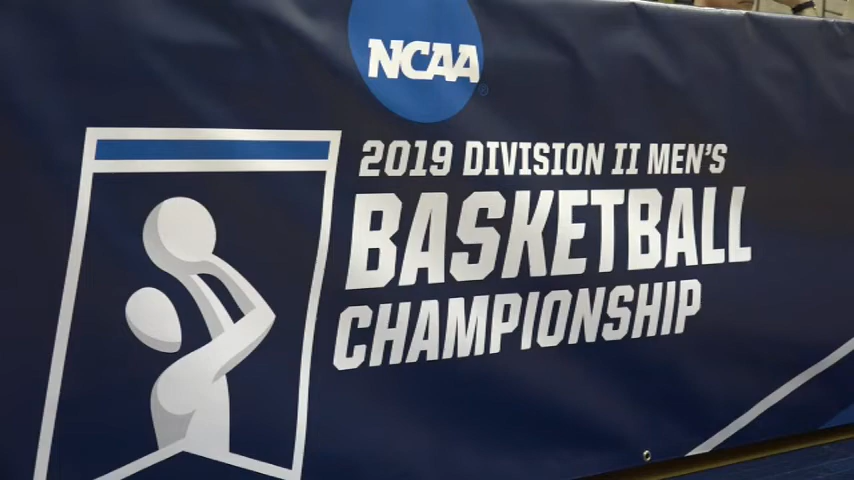 NCAA
2019 DIVISION II MEN'S
BASKETBALL
CHAMPIONSHIP